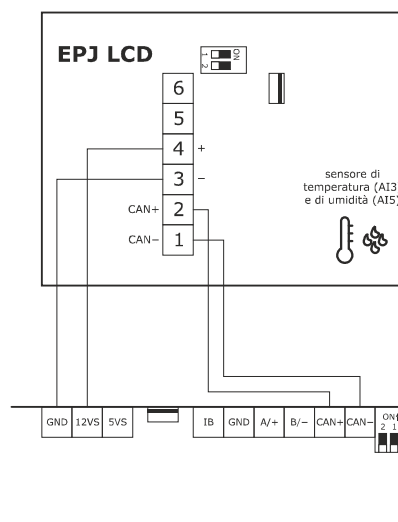 EPJ LCD
1 2 ON
6
5
4 +
3 −
CAN+ 2
CAN− 1
sensore di
temperatura (AI3
e di umidità (AI5)
GND 12VS 5VS IB GND A/+ B/− CAN+ CAN−
ON
2 1